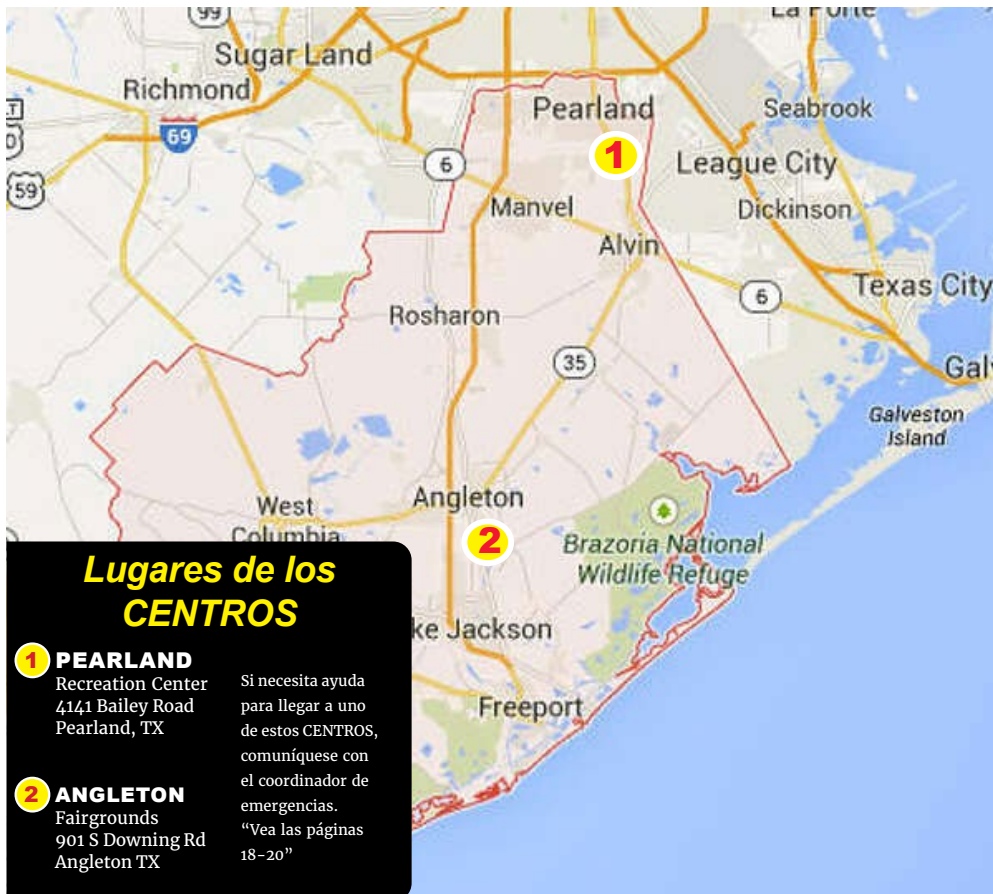 99
La Porte
Sugar Land
Richmond
Pearland
Seabrook
69
1
6
59
League City
Manvel
Dickinson
Alvin
Texas City
6
Rosharon
35
Galveston
Island
West
Columbia
Angleton
2
Brazoria National
Wildlife Refuge
ke Jackson
Freeport
Lugares de los
CENTROS
1 PEARLAND
Recreation Center
4141 Bailey Road
Pearland, TX
2 ANGLETON
Fairgrounds
901 S Downing Rd
Angleton TX
Si necesita ayuda
para llegar a uno
de estos CENTROS,
comuníquese con
el coordinador de
emergencias.
“Vea las páginas
18-20”